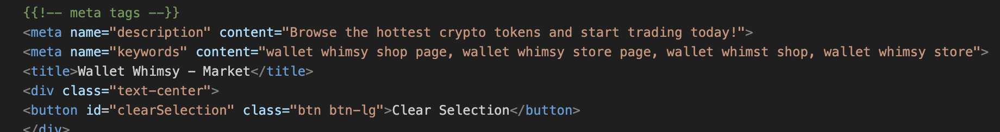 {{!-- meta tags --}}
<meta name="description" content="Browse the hottest crypto tokens and start trading today!">
<meta name="keywords" content="wallet whimsy shop page, wallet whimsy store page, wallet whimst shop, wallet whimsy store">
<title>Wallet Whimsy - Market</title>
<div class="text-center">
<button id="clearSelection" class="btn btn-lg">Clear Selection</button>
</div>